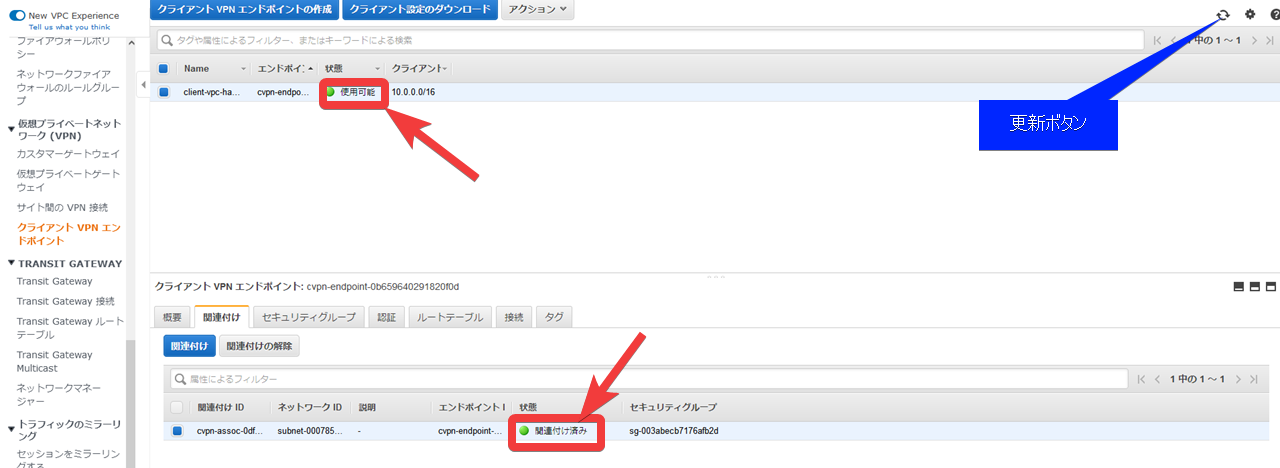 New VPC Experience
Tell us what you think
ファイアウォールポリ
シー
ネットワークファイア
ウォールのルールグルー
プ
仮想プライベートネット
ワーク (VPN)
カスタマーゲートウェイ
仮想プライベートゲート
ウェイ
サイト間の VPN 接続
クライアント VPN エン
ドポイント
TRANSIT GATEWAY
Transit Gateway
Transit Gateway 接続
Transit Gateway ルート
テーブル
Transit Gateway
Multicast
ネットワークマネー
ジャー
トラフィックのミラーリ
ング
セッションをミラーリン
グする
クライアント VPN エンドポイントの作成
クライアント設定のダウンロード
アクション
タグや属性によるフィルター、またはキーワードによる検索
中の 1 ～ 1
Name エンドポイ: 状態 クライアント
client-vpc-ha... cvpn-endpo... 使用可能 10.0.0.0/16
更新ボタン
クライアント VPN エンドポイント: cvpn-endpoint-0b659640291820f0d
概要 関連付け セキュリティグループ 認証 ルートテーブル 接続 タグ
関連付け 関連付けの解除
属性によるフィルター
1 中の 1 ～ 1
関連付け ID ネットワーク ID 説明 エンドポイント I 状態 セキュリティグループ
cvpn-assoc-0df... subnet-000785... - cvpn-endpoint-... 関連付け済み sg-003abecb7176afb2d